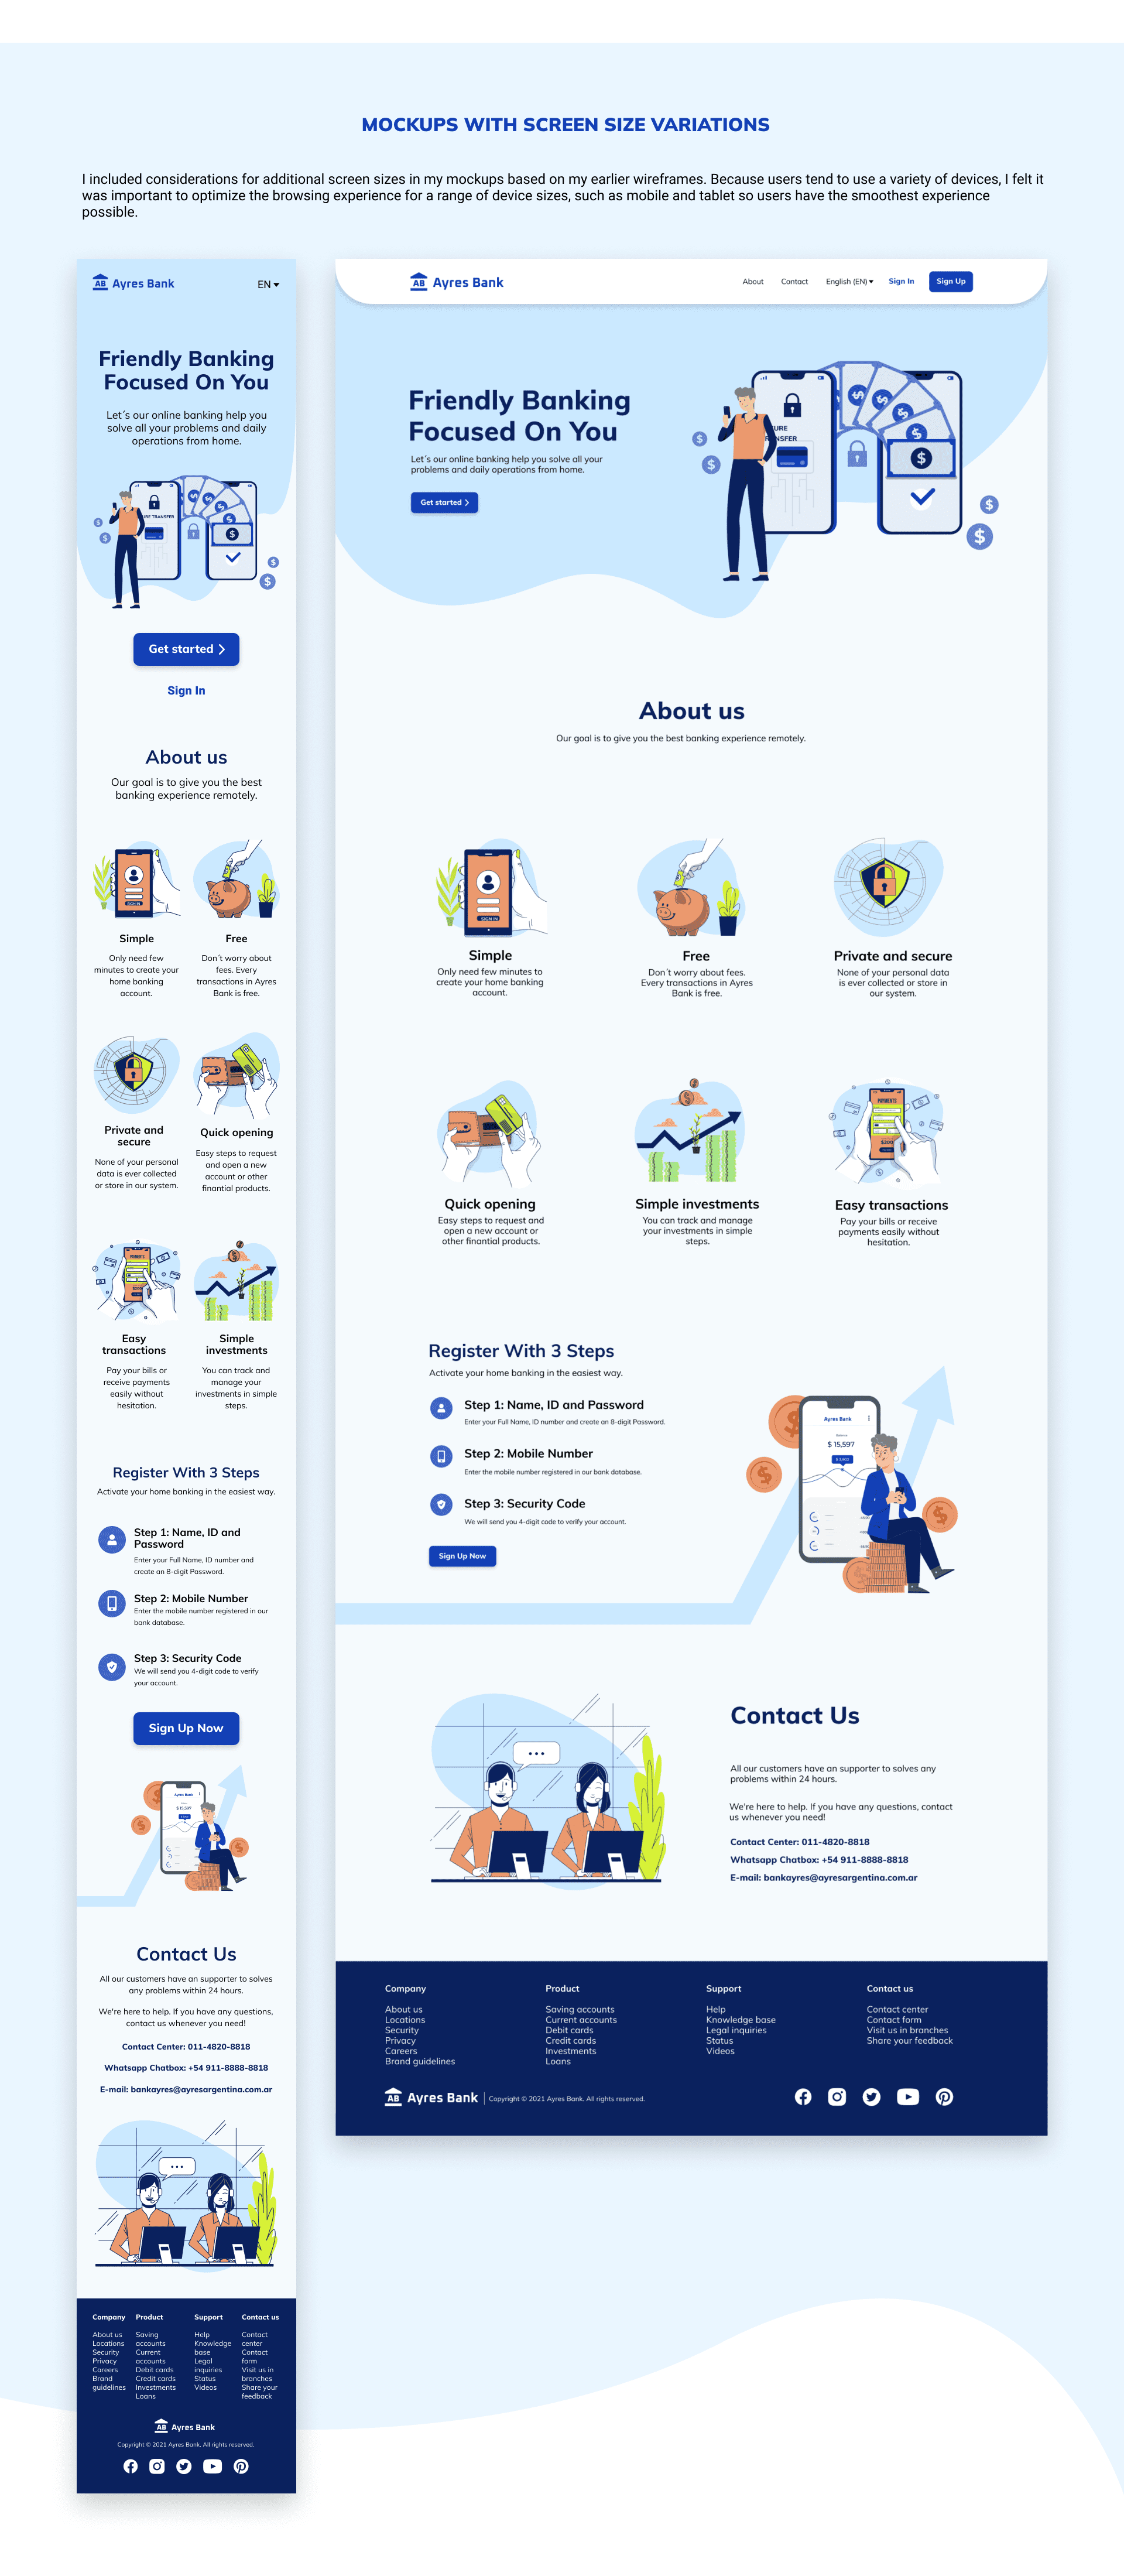 MOCKUPS WITH SCREEN SIZE VARIATIONS
I included considerations for additional screen sizes in my mockups based on my earlier wireframes. Because users tend to use a variety of devices, I felt it
was important to optimize the browsing experience for a range of device sizes, such as mobile and tablet so users have the smoothest experience
possible.
AB Ayres Bank
EN
Friendly Banking
Focused On You
Let´s our online banking help you
solve all your problems and daily
operations from home.
URE TRANSFER
Get started
Sign In
About us
Our goal is to give you the best
banking experience remotely.
SIGN IN
Simple
Only need few
minutes to create your
home banking
account.
Free
Don´t worry about
fees. Every
transactions in Ayres
Bank is free.
Private and
secure
None of your personal
data is ever collected
or store in our system.
Quick opening
Easy steps to request
and open a new
account or other
finantial products.
PAYMENTS
Easy
transactions
Pay your bills or
receive payments
easily without
hesitation.
Simple
investments
You can track and
manage your
investments in simple
steps.
Register With 3 Steps
Activate your home banking in the easiest way.
Step 1: Name, ID and
Password
Enter your Full Name, ID number and
create an 8-digit Password.
Step 2: Mobile Number
Enter the mobile number registered in our
bank database.
Step 3: Security Code
We will send you 4-digit code to verify
your account.
Sign Up Now
Ayres Bank
$ 15,597
Contact Us
All our customers have an supporter to solves
any problems within 24 hours.
We're here to help. If you have any questions,
contact us whenever you need!
Contact Center: 011-4820-8818
Whatsapp Chatbox: +54 911-8888-8818
E-mail: bankayres@ayresargentina.com.ar
Company
About us
Locations
Security
Privacy
Careers
Brand
guidelines
Product
Saving
accounts
Current
accounts
Debit cards
Credit cards
Investments
Loans
Support
Help
Knowledge
base
Legal
inquiries
Status
Videos
Contact us
Contact
center
Contact
form
Visit us in
branches
Share your
feedback
AB Ayres Bank
Copyright © 2021 Ayres Bank. All rights reserved.
AB Ayres Bank
About Contact English (EN) Sign In Sign Up
Friendly Banking
Focused On You
Let´s our online banking help you solve all your
problems and daily operations from home.
Get started
URE
NSFER
About us
Our goal is to give you the best banking experience remotely.
SIGN IN
Simple
Only need few minutes to
create your home banking
account.
Free
Don´t worry about fees.
Every transactions in Ayres
Bank is free.
Private and secure
None of your personal data
is ever collected or store in
our system.
Quick opening
Easy steps to request and
open a new account or
other finantial products.
Simple investments
You can track and manage
your investments in simple
steps.
PAYMENTS
$200
Easy transactions
Pay your bills or receive
payments easily without
hesitation.
Register With 3 Steps
Activate your home banking in the easiest way.
Step 1: Name, ID and Password
Enter your Full Name, ID number and create an 8-digit Password.
Step 2: Mobile Number
Enter the mobile number registered in our bank database.
Step 3: Security Code
We will send you 4-digit code to verify your account.
Sign Up Now
Ayres Bank
Balance
$ 15,597
Contact Us
All our customers have an supporter to solves any
problems within 24 hours.
We're here to help. If you have any questions, contact
us whenever you need!
Contact Center: 011-4820-8818
Whatsapp Chatbox: +54 911-8888-8818
E-mail: bankayres@ayresargentina.com.ar
Company
About us
Locations
Security
Privacy
Careers
Brand guidelines
Product
Saving accounts
Current accounts
Debit cards
Credit cards
Investments
Loans
Support
Help
Knowledge base
Legal inquiries
Status
Videos
Contact us
Contact center
Contact form
Visit us in branches
Share your feedback
AB Ayres Bank Copyright © 2021 Ayres Bank. All rights reserved.